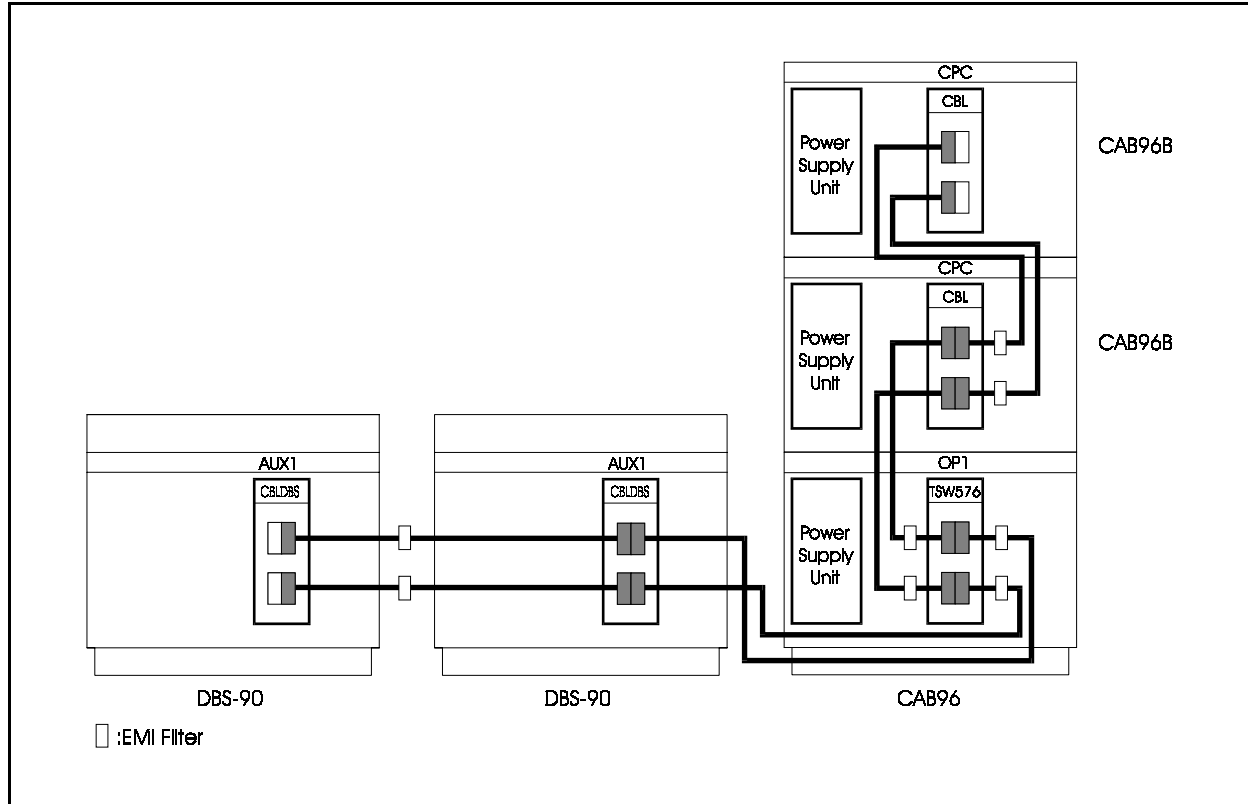 CPC
CBL
Power
Supply
Unit
CAB96B
CPC
CBL
Power
Supply
Unit
CAB96B
AUX1
CBLDBS
AUX1
CBLDBS
OP1
TSW576
Power
Supply
Unit
DBS-90
DBS-90
CAB96
:EMI Filter